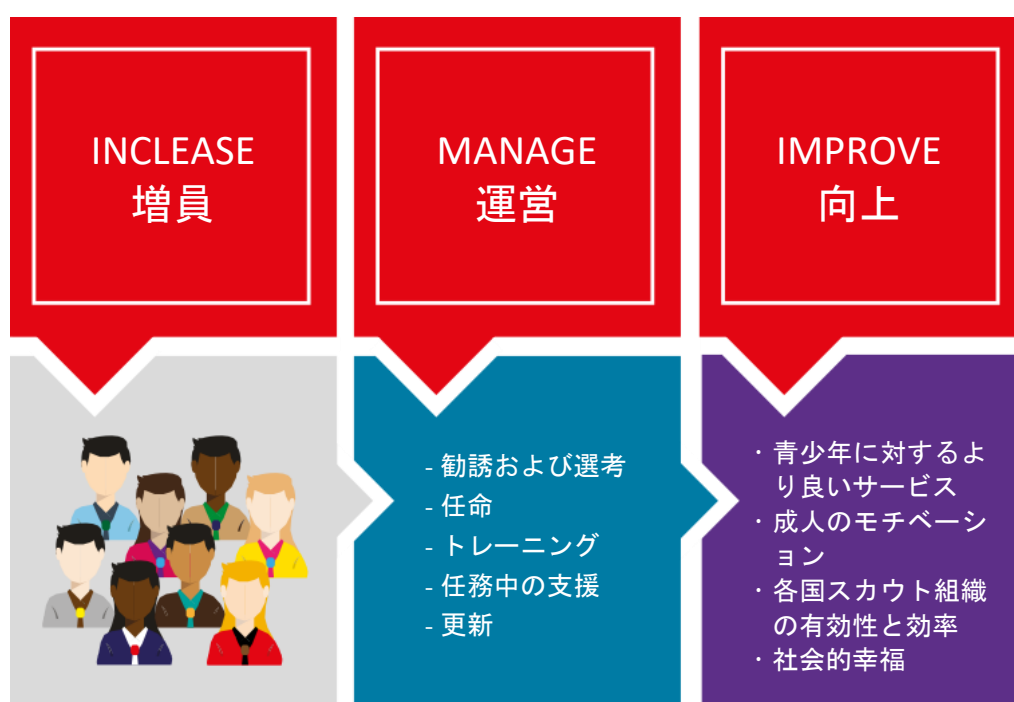 INCLEASE
増員
MANAGE
運営
IMPROVE
向上
- 勧誘および選考
- 任命
- トレーニング
- 任務中の支援
- 更新
・青少年に対するよ
り良いサービス
・成人のモチベーシ
ョン
・各国スカウト組織
の有効性と効率
・社会的幸福